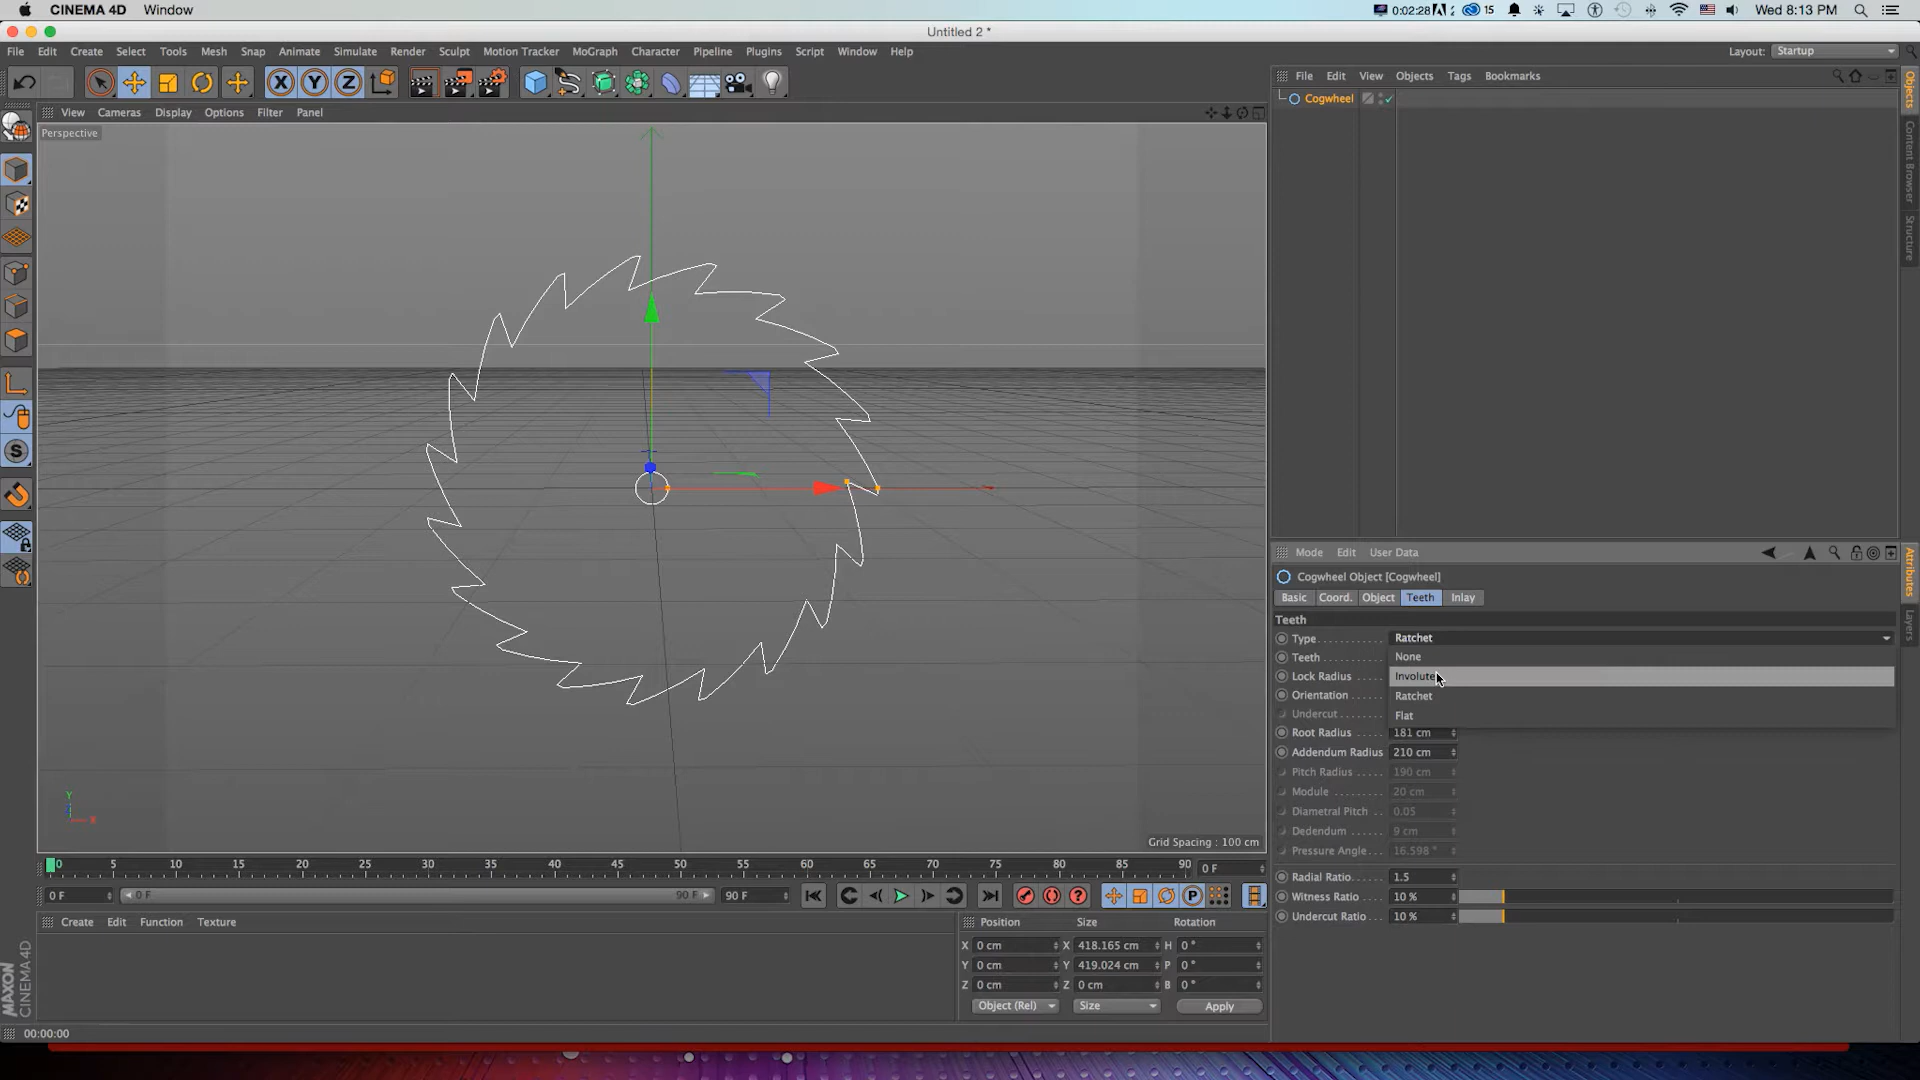 CINEMA 4D Window 0:02:28 15 Wed 8:13 PM
Untitled 2 *
File Edit Create Select Tools Mesh Snap Animate Simulate Render Sculpt Motion Tracker MoGraph Character Pipeline Plugins Script Window Help Layout: Startup
File Edit View Objects Tags Bookmarks
Cogwheel
View Cameras Display Options Filter Panel
Perspective
Objects
Content Browser
Structure
Mode Edit User Data
Cogwheel Object [Cogwheel]
Basic Coord. Object Teeth Inlay
Teeth
Type Ratchet
Teeth None
Lock Radius Involute
Orientation Ratchet
Undercut Flat
Root Radius 181 cm
Addendum Radius 210 cm
Pitch Radius 190 cm
Module 20 cm
Diametral Pitch 0.05
Dedendum 9 cm
Pressure Angle 16.598 °
Radial Ratio 1.5
Witness Ratio 10 %
Undercut Ratio 10 %
Attributes
Layers
Y
X
Grid Spacing : 100 cm
0 5 10 15 20 25 30 35 40 45 50 55 60 65 70 75 80 85 90 0 F
0 F 0 F 90 F 90 F
Create Edit Function Texture
Position Size Rotation
X 0 cm X 418.165 cm H 0 °
Y 0 cm Y 419.024 cm P 0 °
Z 0 cm Z 0 cm B 0 °
Object (Rel) Size Apply
MAXON CINEMA 4D
00:00:00